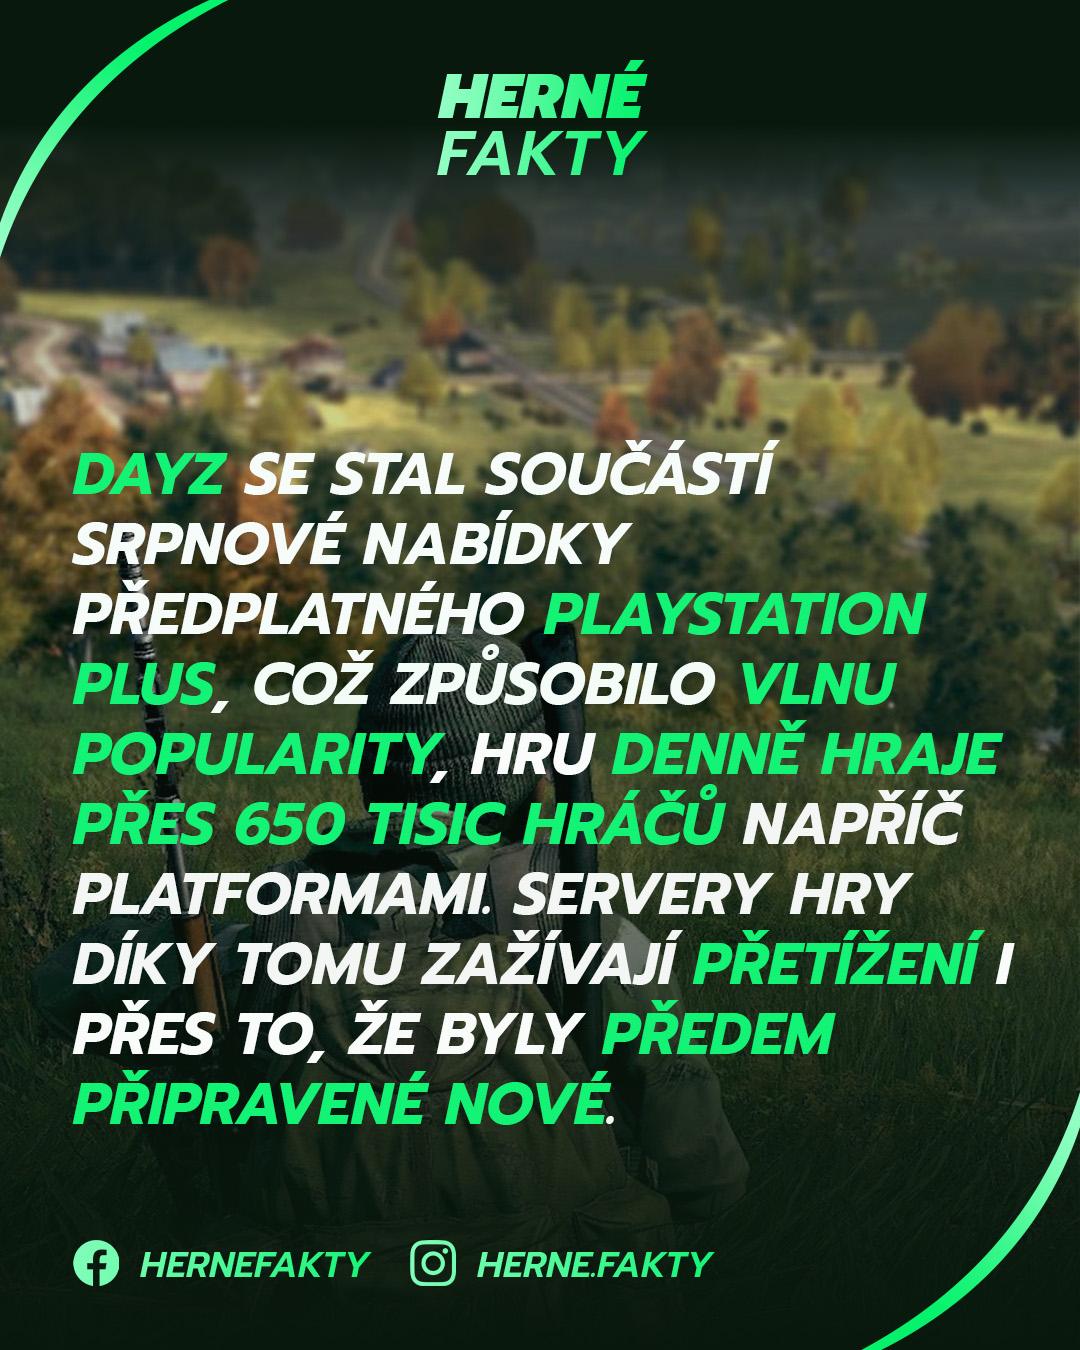 HERNÉ
FAKTY
DAYZ SE STAL SOUČÁSTÍ
SRPNOVÉ NABÍDKY
PŘEDPLATNÉHO PLAYSTATION
PLUS, COŽ ZPŮSOBILO VLNU
POPULARITY, HRU DENNĚ HRAJE
PŘES 650 TISIC HRÁČŮ NAPŘÍČ
PLATFORMAMI. SERVERY HRY
DÍKY TOMU ZAŽÍVAJÍ PŘETÍŽENÍ I
PŘES TO, ŽE BYLY PŘEDEM
PŘIPRAVENÉ NOVÉ.
HERNEFAKTY HERNE.FAKTY